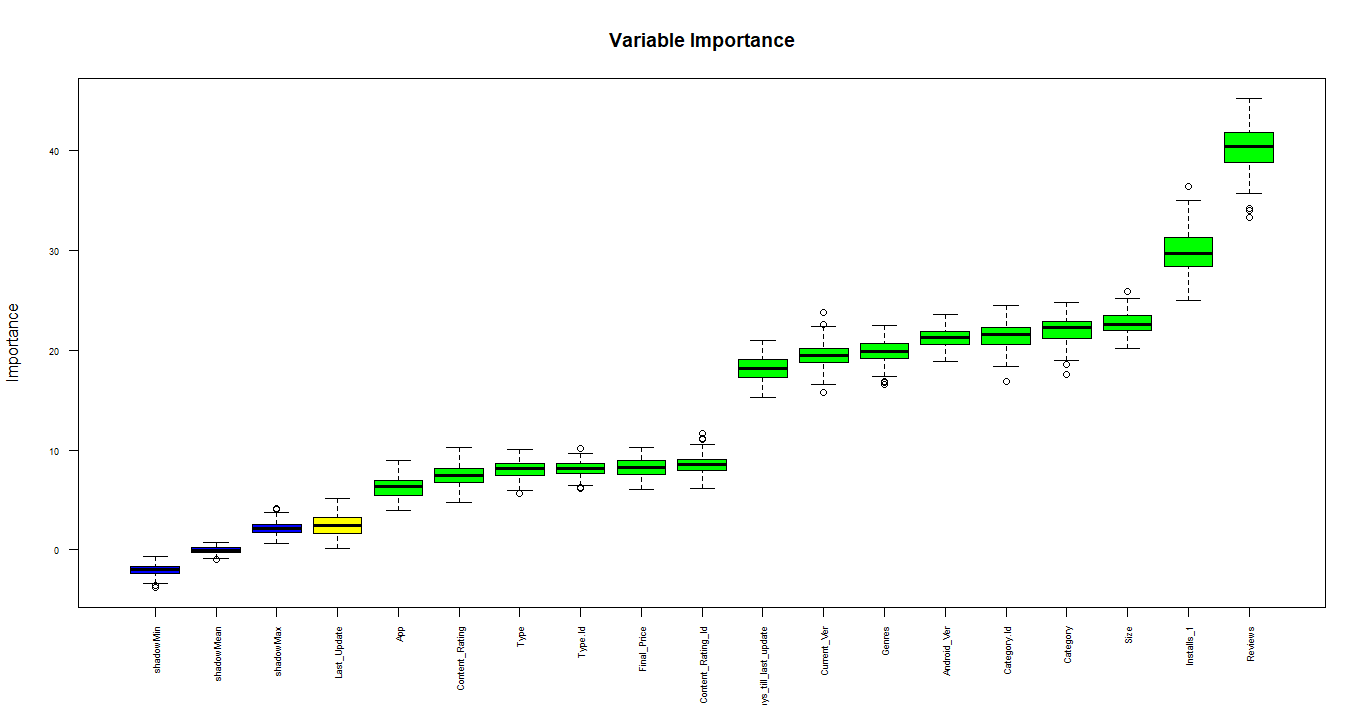 Variable Importance
Importance
40
30
20
10
0
shadowMin
shadowMean
shadowMax
Last_Update
App
Content_Rating
Type
Type.Id
Final_Price
Content_Rating_Id
ys_till_last_update
Current_Ver
Genres
Android_Ver
Category.Id
Category
Size
Installs_1
Reviews